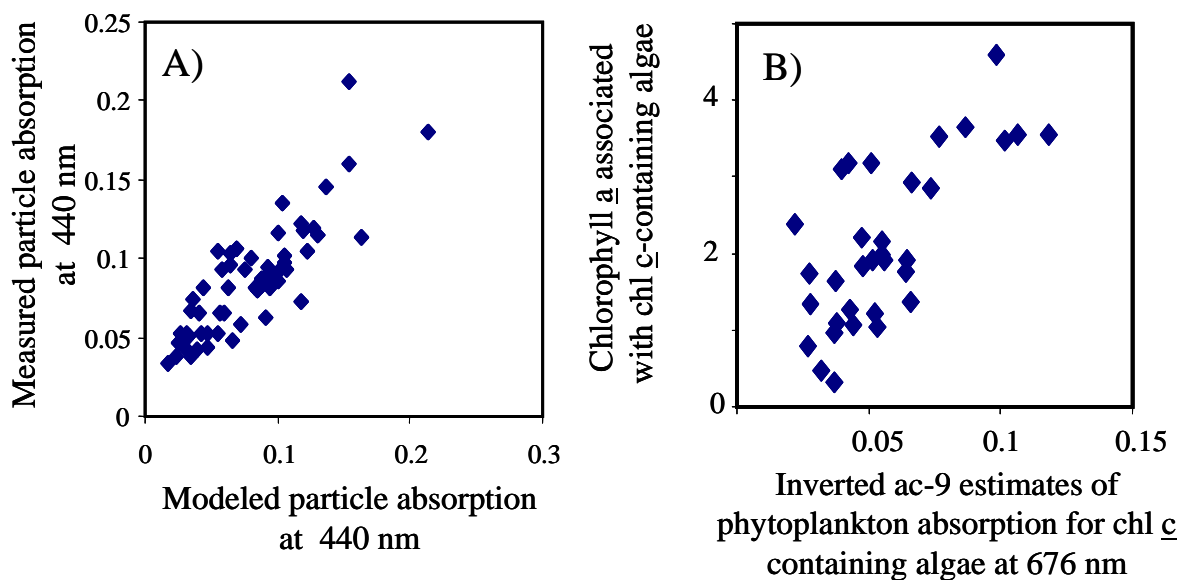 A)
Measured particle absorption
at 440 nm
0.25
0.2
0.15
0.1
0.05
0
0
0.1
0.2
0.3
Modeled particle absorption
at 440 nm
B)
Chlorophyll a associated
with chl c-containing algae
4
2
0
0.05
0.1
0.15
Inverted ac-9 estimates of
phytoplankton absorption for chl c
containing algae at 676 nm